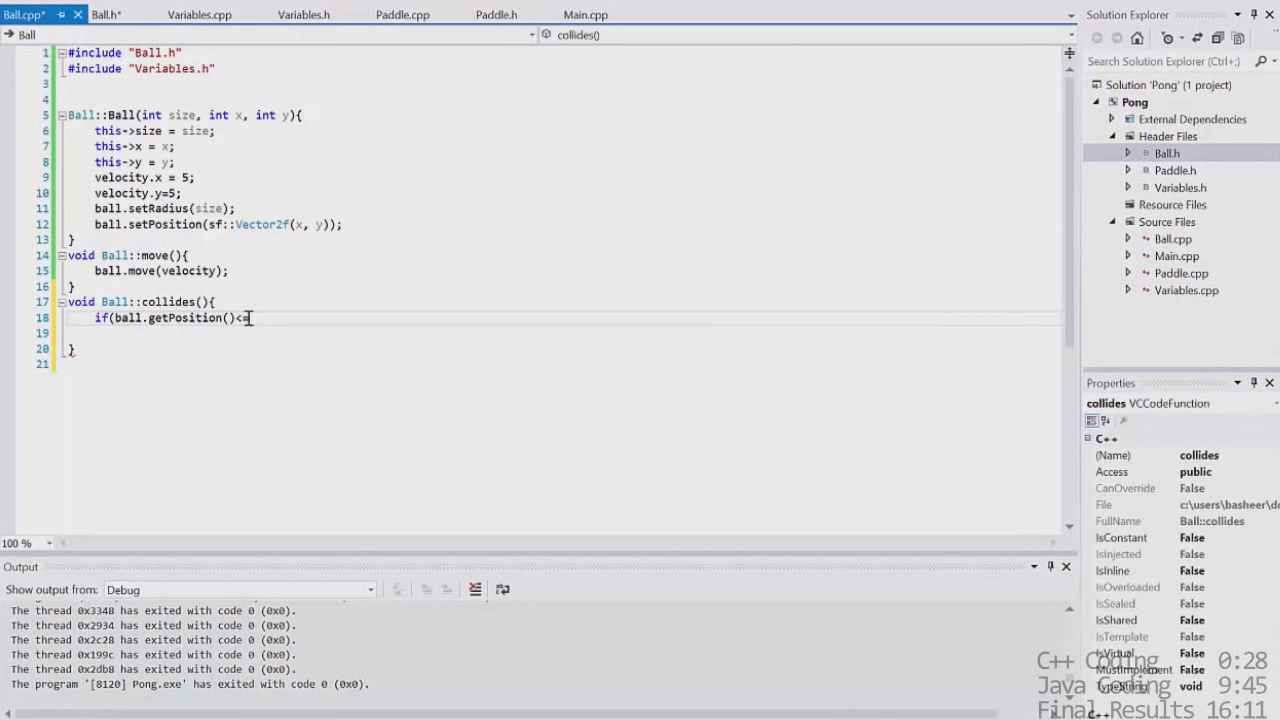 Ball.cpp* Ball.h* Variables.cpp Variables.h Paddle.cpp Paddle.h Main.cpp
Ball collides()
1 #include "Ball.h"
2 #include "Variables.h"
3
4
5 Ball::Ball(int size, int x, int y){
6 this->size = size;
7 this->x = x;
8 this->y = y;
9 velocity.x = 5;
10 velocity.y=5;
11 ball.setRadius(size);
12 ball.setPosition(sf::Vector2f(x, y));
13 }
14 void Ball::move(){
15 ball.move(velocity);
16 }
17 void Ball::collides(){
18 if(ball.getPosition()<=
19
20 }
21
100 %
Output
Show output from: Debug
The thread 0x3348 has exited with code 0 (0x0).
The thread 0x2934 has exited with code 0 (0x0).
The thread 0x2c28 has exited with code 0 (0x0).
The thread 0x199c has exited with code 0 (0x0).
The thread 0x2db8 has exited with code 0 (0x0).
The program '[8120] Pong.exe' has exited with code 0 (0x0).
Solution Explorer
Search Solution Explorer (Ctrl+;)
Solution 'Pong' (1 project)
Pong
External Dependencies
Header Files
Ball.h
Paddle.h
Variables.h
Resource Files
Source Files
Ball.cpp
Main.cpp
Paddle.cpp
Variables.cpp
Properties
collides VCCodeFunction
C++
(Name) collides
Access public
CanOverride False
File c:\users\basheer\do
FullName Ball::collides
IsConstant False
IsInjected False
IsInline False
IsOverloaded False
IsSealed False
IsShared False
IsTemplate False
IsVirtual False
MustImplement False
TypeString void
C++
C++ Coding 0:28
Java Coding 9:45
Final Results 16:11